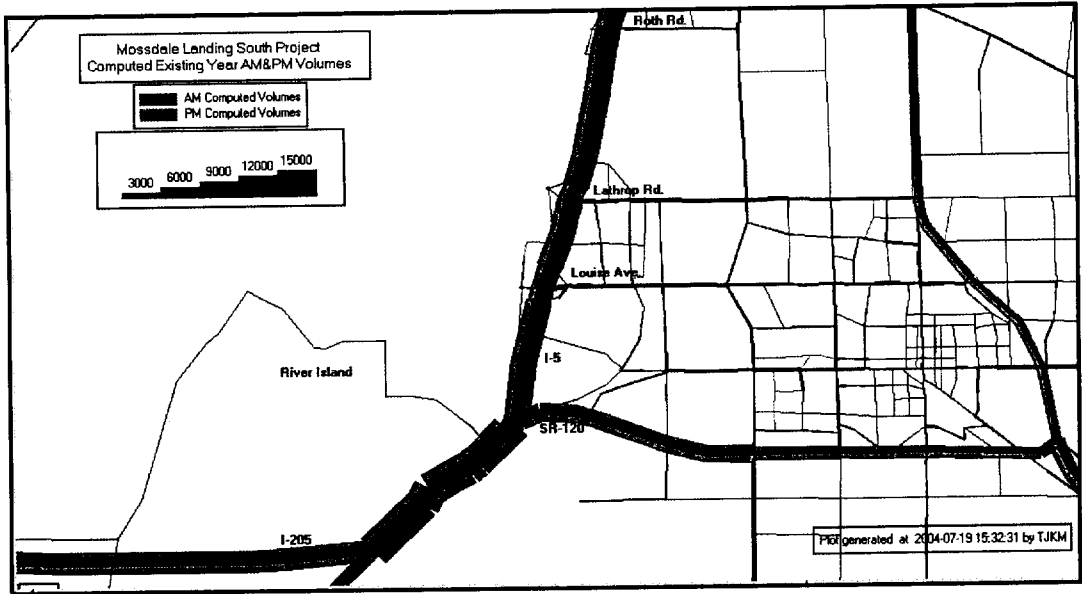 Mossdale Landing South Project
Computed Existing Year AM&PM Volumes
AM Computed Volumes
PM Computed Volumes
3000 6000 9000 12000 15000
Roth Rd.
Lathrop Rd.
Louise Ave.
I-5
River Island
SR-120
I-205
Plot generated at 2004-07-19 15:32:31 by TJKM